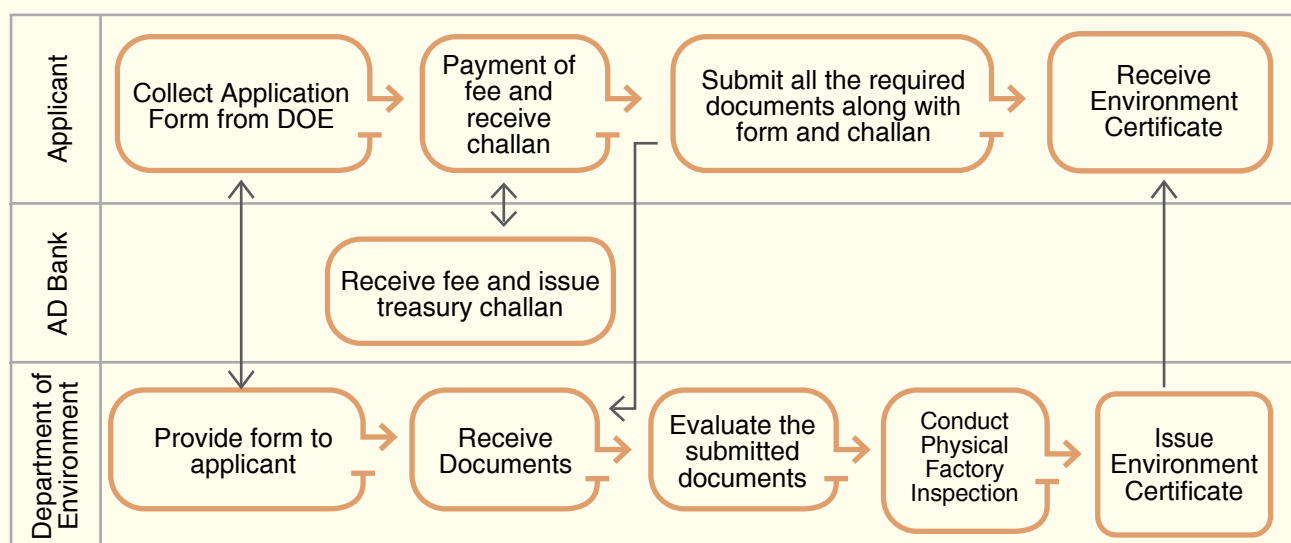 Applicant
Collect Application
Form from DOE
Payment of
fee and
receive
challan
Submit all the required
documents along with
form and challan
Receive
Environment
Certificate
AD Bank
Receive fee and issue
treasury challan
Department of
Environment
Provide form to
applicant
Receive
Documents
Evaluate the
submitted
documents
Conduct
Physical
Factory
Inspection
Issue
Environment
Certificate